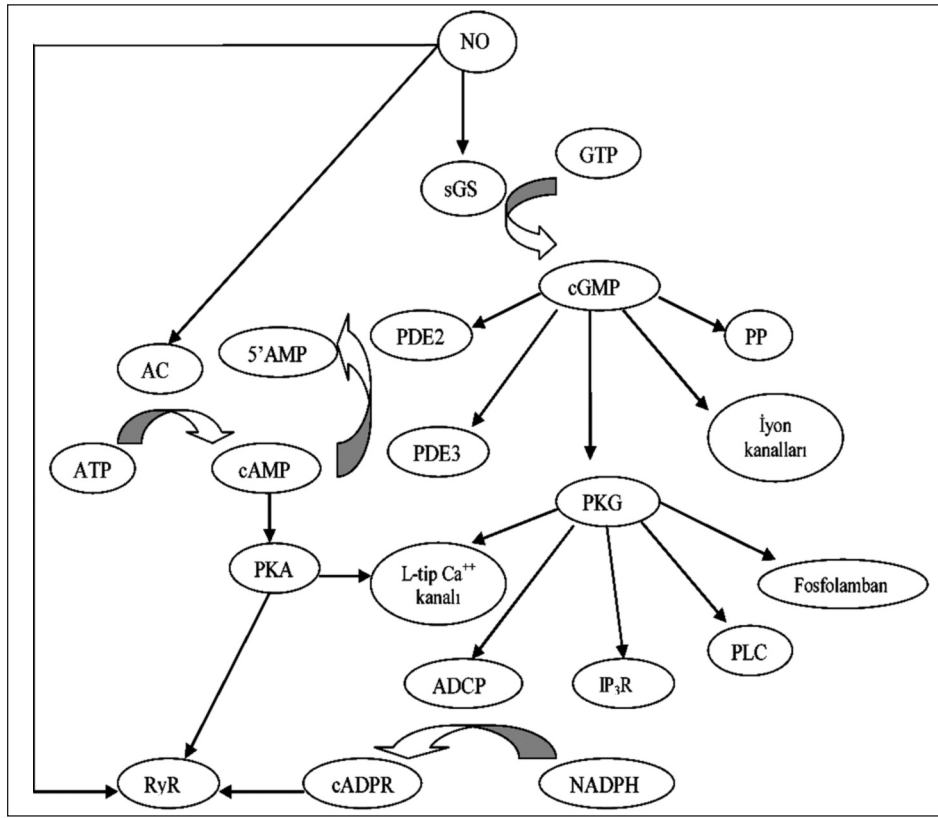 NO
GTP
sGS
cGMP
PDE2
PP
5'AMP
AC
İyon
kanalları
PDE3
ATP
cAMP
PKG
PKA
L-tip Ca⁺⁺
kanalı
Fosfolamban
PLC
ADCP
IP₃R
RyR
cADPR
NADPH